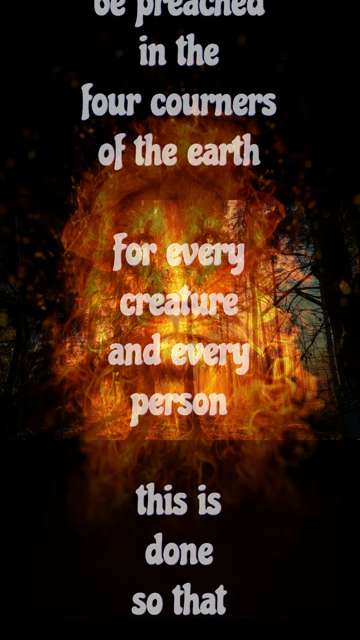 be preached
in the
four courners
of the earth
for every
creature
and every
person
this is
done
so that